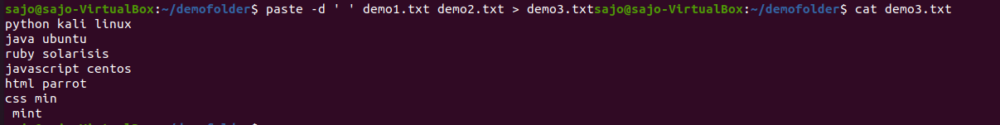 sajo@sajo-VirtualBox:~/demofolder$ paste -d ' ' demo1.txt demo2.txt > demo3.txtsajo@sajo-VirtualBox:~/demofolder$ cat demo3.txt
python kali linux
java ubuntu
ruby solarisis
javascript centos
html parrot
css min
 mint